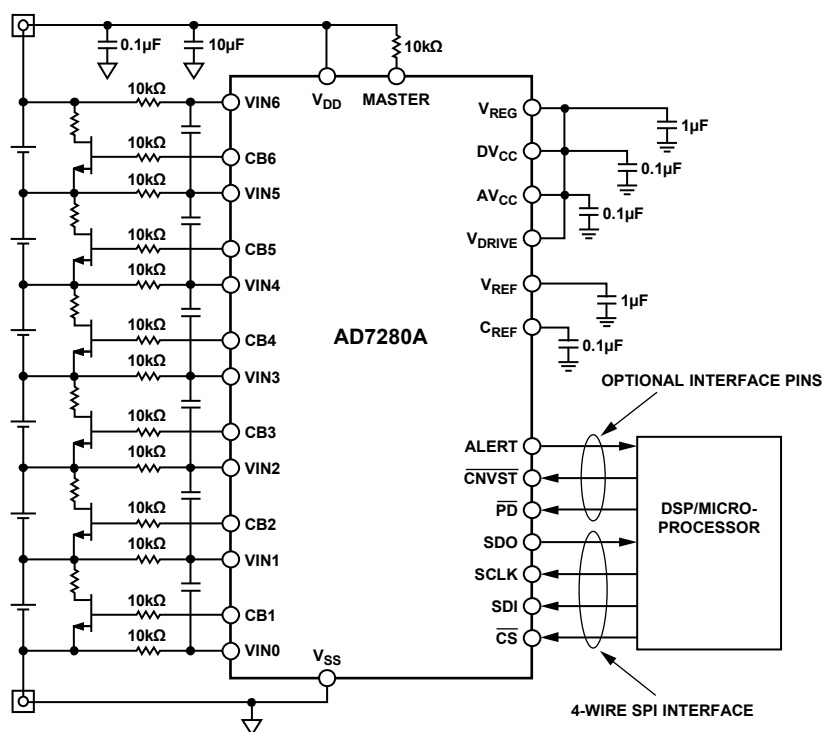 0.1µF
10µF
10kΩ
VDD
MASTER
10kΩ
VIN6
10kΩ
CB6
10kΩ
VIN5
10kΩ
CB5
10kΩ
VIN4
10kΩ
CB4
10kΩ
VIN3
10kΩ
CB3
10kΩ
VIN2
10kΩ
CB2
10kΩ
VIN1
10kΩ
CB1
10kΩ
VIN0
VSS
AD7280A
VREG
1µF
DVCC
0.1µF
AVCC
0.1µF
VDRIVE
VREF
1µF
CREF
0.1µF
OPTIONAL INTERFACE PINS
ALERT
CNVST
PD
SDO
SCLK
SDI
CS
DSP/MICRO-
PROCESSOR
4-WIRE SPI INTERFACE